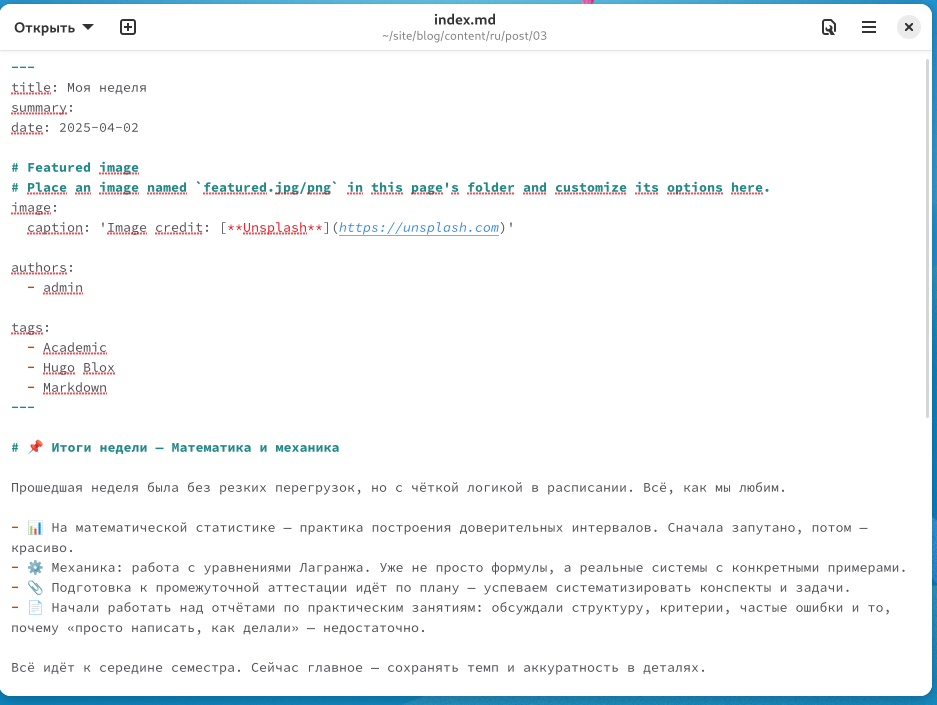 Открыть
index.md
~/site/blog/content/ru/post/03
---
title: Моя неделя
summary:
date: 2025-04-02

# Featured image
# Place an image named `featured.jpg/png` in this page's folder and customize its options here.
image:
  caption: 'Image credit: [**Unsplash**](https://unsplash.com)'

authors:
  - admin

tags:
  - Academic
  - Hugo Blox
  - Markdown
---

# 📌 Итоги недели — Математика и механика

Прошедшая неделя была без резких перегрузок, но с чёткой логикой в расписании. Всё, как мы любим.

- 📊 На математической статистике — практика построения доверительных интервалов. Сначала запутано, потом —
красиво.
- ⚙️ Механика: работа с уравнениями Лагранжа. Уже не просто формулы, а реальные системы с конкретными примерами.
- 📎 Подготовка к промежуточной аттестации идёт по плану — успеваем систематизировать конспекты и задачи.
- 📄 Начали работать над отчётами по практическим занятиям: обсуждали структуру, критерии, частые ошибки и то,
почему «просто написать, как делали» — недостаточно.

Всё идёт к середине семестра. Сейчас главное — сохранять темп и аккуратность в деталях.